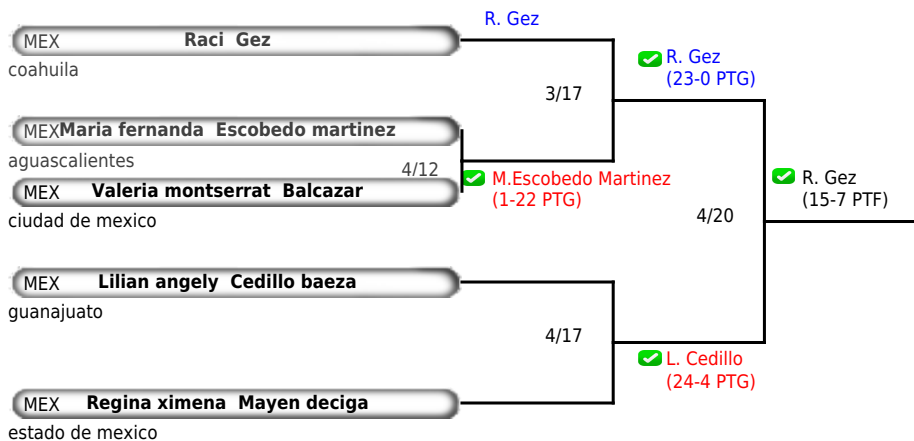 R. Gez
MEX Raci Gez
coahuila
R. Gez
(23-0 PTG)
3/17
MEX Maria fernanda Escobedo martinez
aguascalientes
4/12
M.Escobedo Martinez
(1-22 PTG)
MEX Valeria montserrat Balcazar
ciudad de mexico
R. Gez
(15-7 PTF)
4/20
MEX Lilian angely Cedillo baeza
guanajuato
4/17
L. Cedillo
(24-4 PTG)
MEX Regina ximena Mayen deciga
estado de mexico